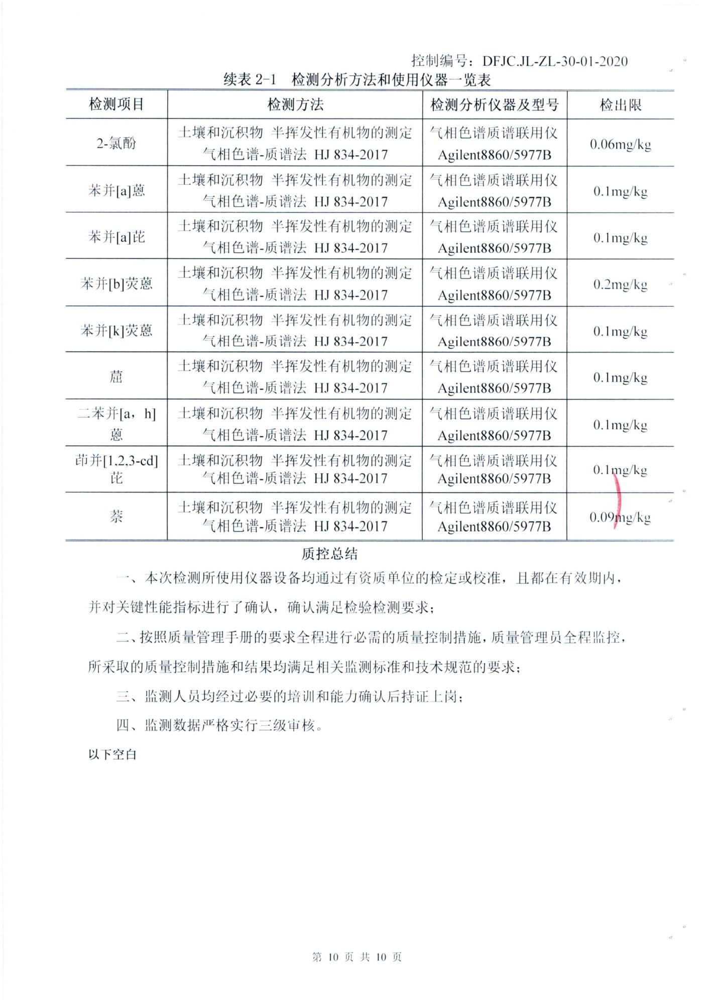 控制编号：DFJC.JL-ZL-30-01-2020
续表 2-1　检测分析方法和使用仪器一览表
检测项目 检测方法 检测分析仪器及型号 检出限
2-氯酚 土壤和沉积物 半挥发性有机物的测定 气相色谱-质谱法 HJ 834-2017 气相色谱质谱联用仪 Agilent8860/5977B 0.06mg/kg
苯并[a]蒽 土壤和沉积物 半挥发性有机物的测定 气相色谱-质谱法 HJ 834-2017 气相色谱质谱联用仪 Agilent8860/5977B 0.1mg/kg
苯并[a]芘 土壤和沉积物 半挥发性有机物的测定 气相色谱-质谱法 HJ 834-2017 气相色谱质谱联用仪 Agilent8860/5977B 0.1mg/kg
苯并[b]荧蒽 土壤和沉积物 半挥发性有机物的测定 气相色谱-质谱法 HJ 834-2017 气相色谱质谱联用仪 Agilent8860/5977B 0.2mg/kg
苯并[k]荧蒽 土壤和沉积物 半挥发性有机物的测定 气相色谱-质谱法 HJ 834-2017 气相色谱质谱联用仪 Agilent8860/5977B 0.1mg/kg
䓛 土壤和沉积物 半挥发性有机物的测定 气相色谱-质谱法 HJ 834-2017 气相色谱质谱联用仪 Agilent8860/5977B 0.1mg/kg
二苯并[a，h]蒽 土壤和沉积物 半挥发性有机物的测定 气相色谱-质谱法 HJ 834-2017 气相色谱质谱联用仪 Agilent8860/5977B 0.1mg/kg
茚并[1,2,3-cd]芘 土壤和沉积物 半挥发性有机物的测定 气相色谱-质谱法 HJ 834-2017 气相色谱质谱联用仪 Agilent8860/5977B 0.1mg/kg
萘 土壤和沉积物 半挥发性有机物的测定 气相色谱-质谱法 HJ 834-2017 气相色谱质谱联用仪 Agilent8860/5977B 0.09mg/kg
质控总结
一、本次检测所使用仪器设备均通过有资质单位的检定或校准，且都在有效期内，
并对关键性能指标进行了确认，确认满足检验检测要求；
二、按照质量管理手册的要求全程进行必需的质量控制措施，质量管理员全程监控，
所采取的质量控制措施和结果均满足相关监测标准和技术规范的要求；
三、监测人员均经过必要的培训和能力确认后持证上岗；
四、监测数据严格实行三级审核。
以下空白
第 10 页 共 10 页